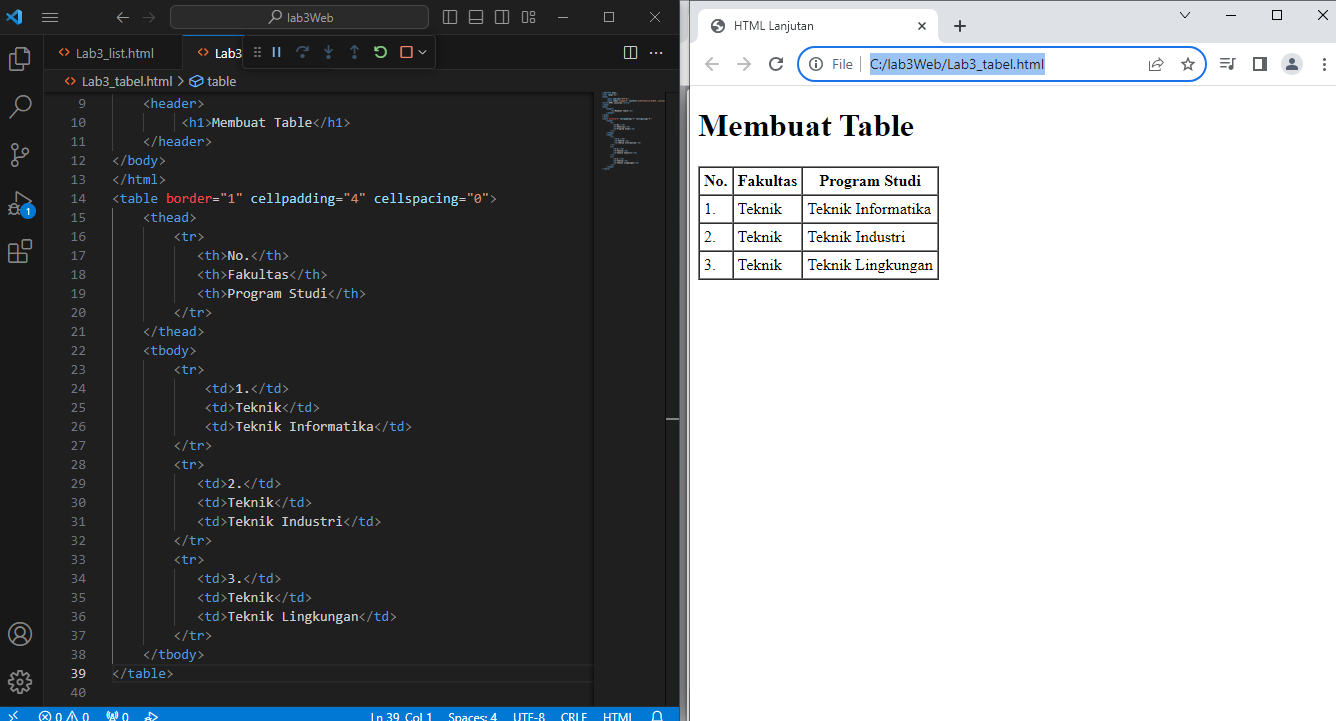 lab3Web
Lab3_list.html
Lab3
Lab3_tabel.html > table
9 <header>
10 <h1>Membuat Table</h1>
11 </header>
12 </body>
13 </html>
14 <table border="1" cellpadding="4" cellspacing="0">
15 <thead>
16 <tr>
17 <th>No.</th>
18 <th>Fakultas</th>
19 <th>Program Studi</th>
20 </tr>
21 </thead>
22 <tbody>
23 <tr>
24 <td>1.</td>
25 <td>Teknik</td>
26 <td>Teknik Informatika</td>
27 </tr>
28 <tr>
29 <td>2.</td>
30 <td>Teknik</td>
31 <td>Teknik Industri</td>
32 </tr>
33 <tr>
34 <td>3.</td>
35 <td>Teknik</td>
36 <td>Teknik Lingkungan</td>
37 </tr>
38 </tbody>
39 </table>
40
1
0 0 0 Ln 39, Col 1 Spaces: 4 UTF-8 CRLF HTML
HTML Lanjutan
File C:/lab3Web/Lab3_tabel.html
Membuat Table
No. Fakultas Program Studi
1. Teknik Teknik Informatika
2. Teknik Teknik Industri
3. Teknik Teknik Lingkungan